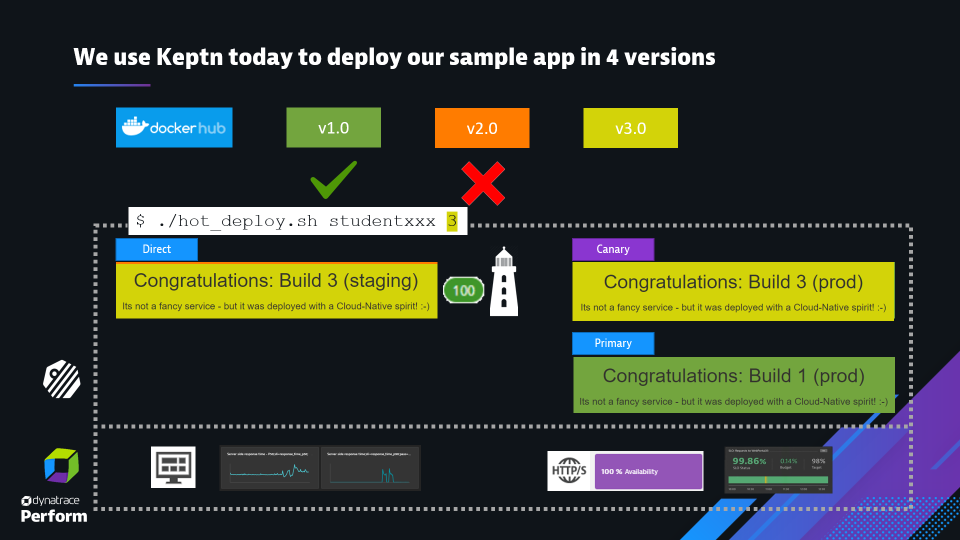 We use Keptn today to deploy our sample app in 4 versions
dockerhub
v1.0
v2.0
v3.0
$ ./hot_deploy.sh studentxxx 3
Direct
Congratulations: Build 3 (staging)
Its not a fancy service - but it was deployed with a Cloud-Native spirit! :-)
100
Canary
Congratulations: Build 3 (prod)
Its not a fancy service - but it was deployed with a Cloud-Native spirit! :-)
Primary
Congratulations: Build 1 (prod)
Its not a fancy service - but it was deployed with a Cloud-Native spirit! :-)
HTTP/S
100 % Availability
99.86%
0.14%
98%
Budget
Target
dynatrace
Perform